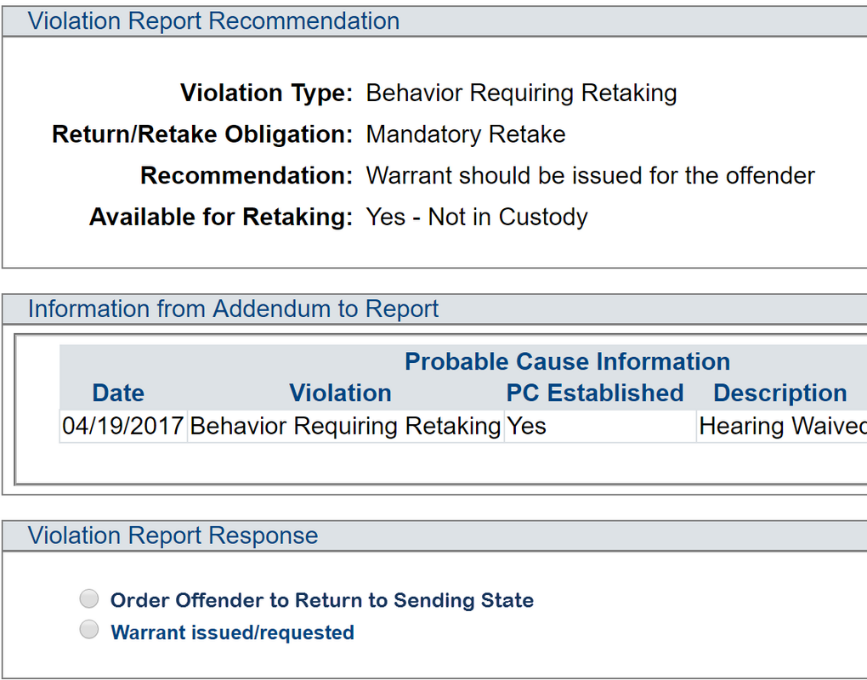 Violation Report Recommendation
Violation Type: Behavior Requiring Retaking
Return/Retake Obligation: Mandatory Retake
Recommendation: Warrant should be issued for the offender
Available for Retaking: Yes - Not in Custody
Information from Addendum to Report
Probable Cause Information
Date Violation PC Established Description
04/19/2017 Behavior Requiring Retaking Yes Hearing Waived
Violation Report Response
Order Offender to Return to Sending State
Warrant issued/requested